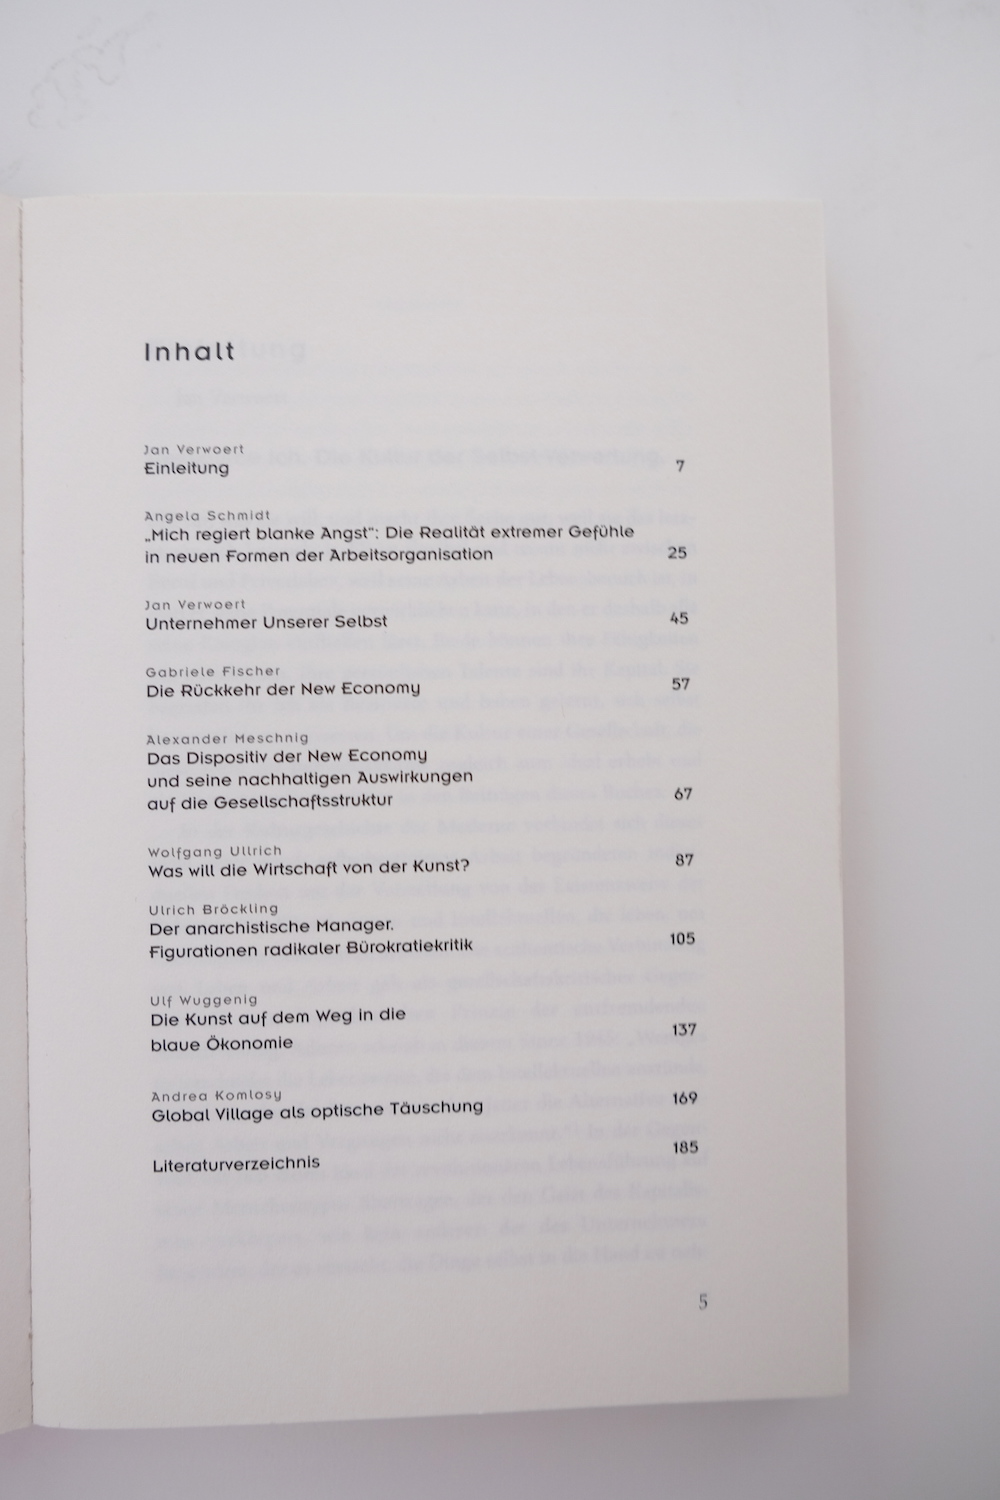 Inhalt
Jan Verwoert
Einleitung 7
Angela Schmidt
„Mich regiert blanke Angst“: Die Realität extremer Gefühle
in neuen Formen der Arbeitsorganisation 25
Jan Verwoert
Unternehmer Unserer Selbst 45
Gabriele Fischer
Die Rückkehr der New Economy 57
Alexander Meschnig
Das Dispositiv der New Economy
und seine nachhaltigen Auswirkungen
auf die Gesellschaftsstruktur 67
Wolfgang Ullrich
Was will die Wirtschaft von der Kunst? 87
Ulrich Bröckling
Der anarchistische Manager.
Figurationen radikaler Bürokratiekritik 105
Ulf Wuggenig
Die Kunst auf dem Weg in die
blaue Ökonomie 137
Andrea Komlosy
Global Village als optische Täuschung 169
Literaturverzeichnis 185
5